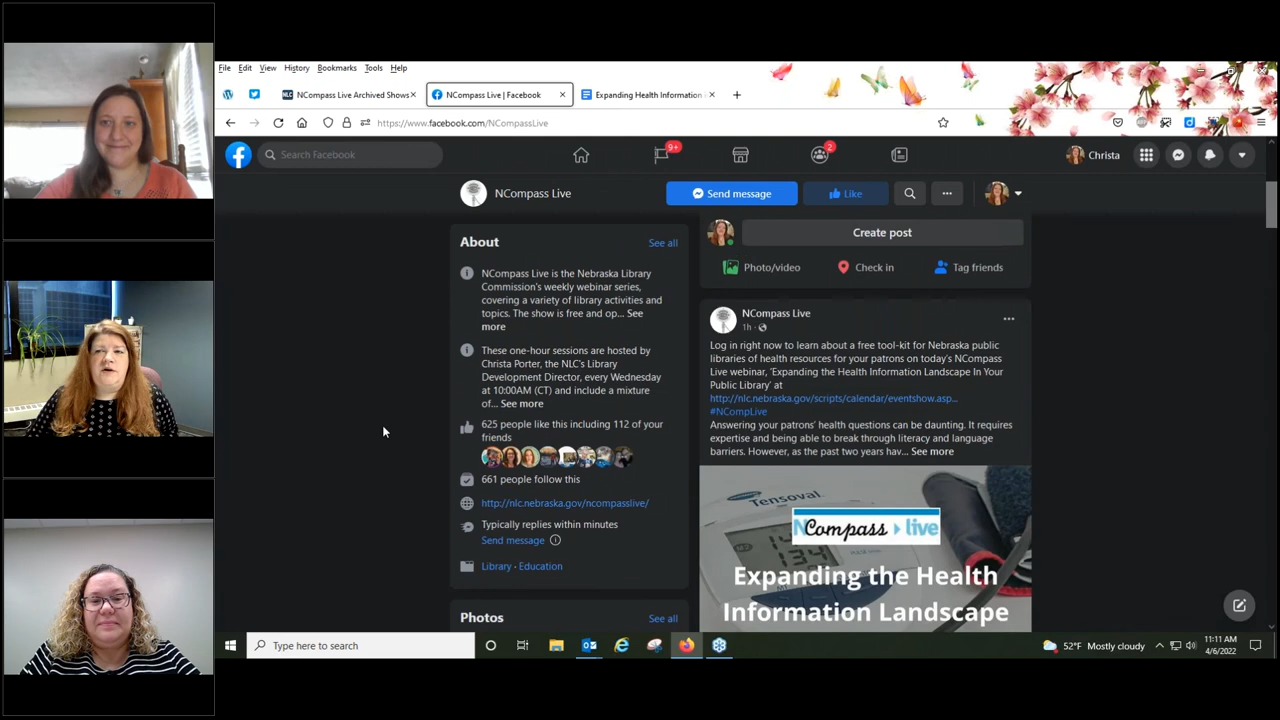 File Edit View History Bookmarks Tools Help
NLC NCompass Live Archived Shows
NCompass Live | Facebook
Expanding Health Information
https://www.facebook.com/NCompassLive
Search Facebook
9+
2
Christa
NCompass Live
Send message
Like
About
See all
NCompass Live is the Nebraska Library
Commission's weekly webinar series,
covering a variety of library activities and
topics. The show is free and op... See
more
These one-hour sessions are hosted by
Christa Porter, the NLC's Library
Development Director, every Wednesday
at 10:00AM (CT) and include a mixture
of... See more
625 people like this including 112 of your
friends
661 people follow this
http://nlc.nebraska.gov/ncompasslive/
Typically replies within minutes
Send message
Library · Education
Photos
See all
Create post
Photo/video
Check in
Tag friends
NCompass Live
1h
Log in right now to learn about a free tool-kit for Nebraska public
libraries of health resources for your patrons on today's NCompass
Live webinar, 'Expanding the Health Information Landscape In Your
Public Library' at
http://nlc.nebraska.gov/scripts/calendar/eventshow.asp...
#NCompLive
Answering your patrons' health questions can be daunting. It requires
expertise and being able to break through literacy and language
barriers. However, as the past two years hav... See more
Tensoval
NCompass live
Expanding the Health
Information Landscape
Type here to search
52°F Mostly cloudy
11:11 AM
4/6/2022